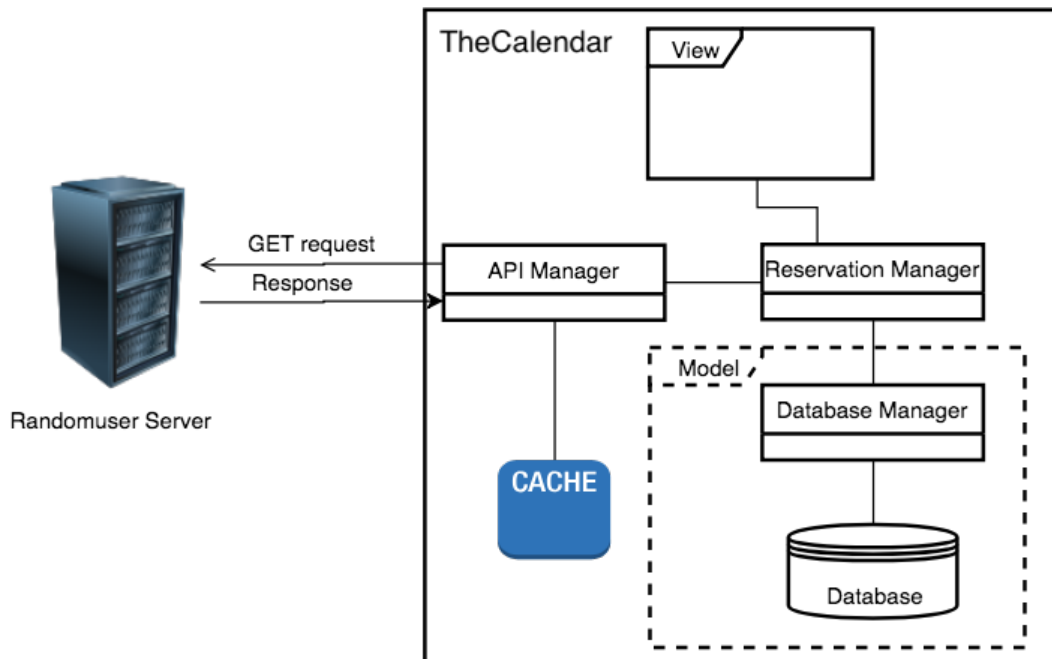 TheCalendar
View
GET request
Response
API Manager
Reservation Manager
Model
Database Manager
Randomuser Server
CACHE
Database